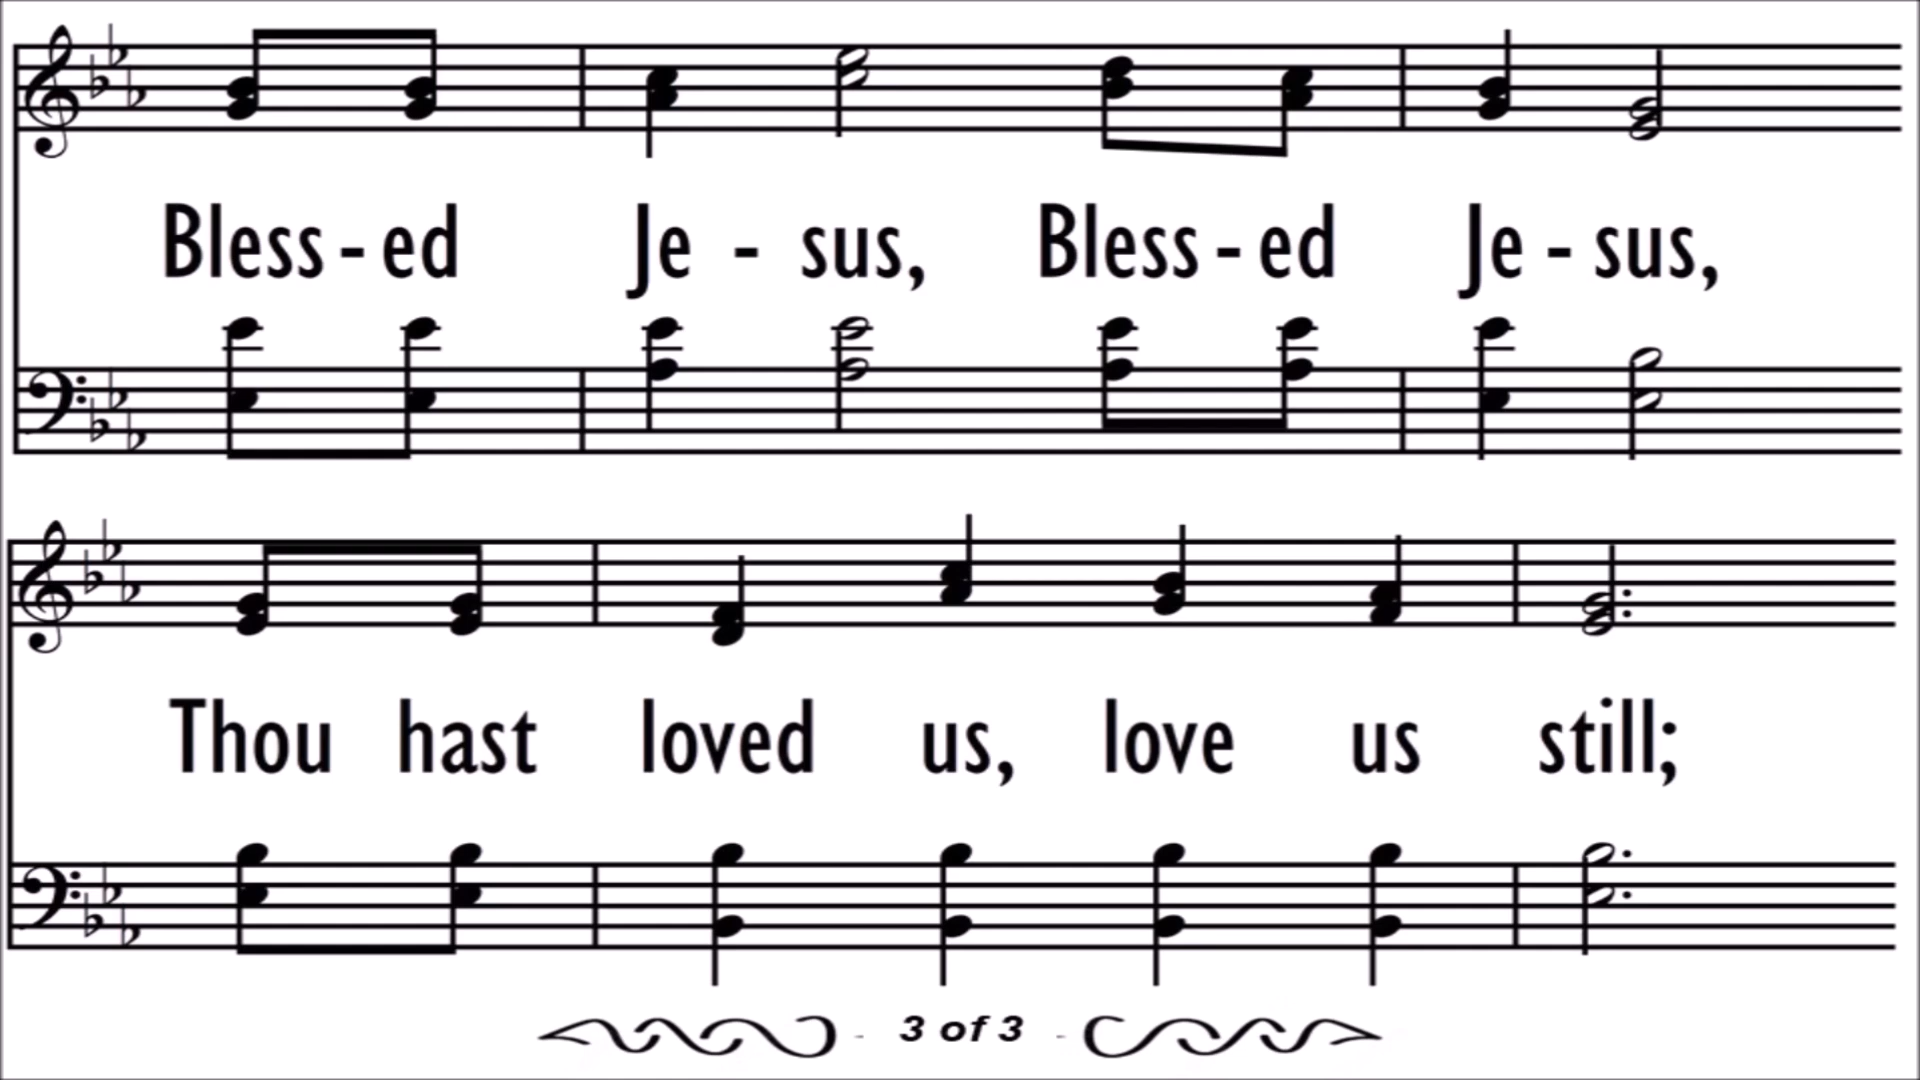 Bless - ed Je - sus, Bless - ed Je - sus,
Thou hast loved us, love us still;
3 of 3